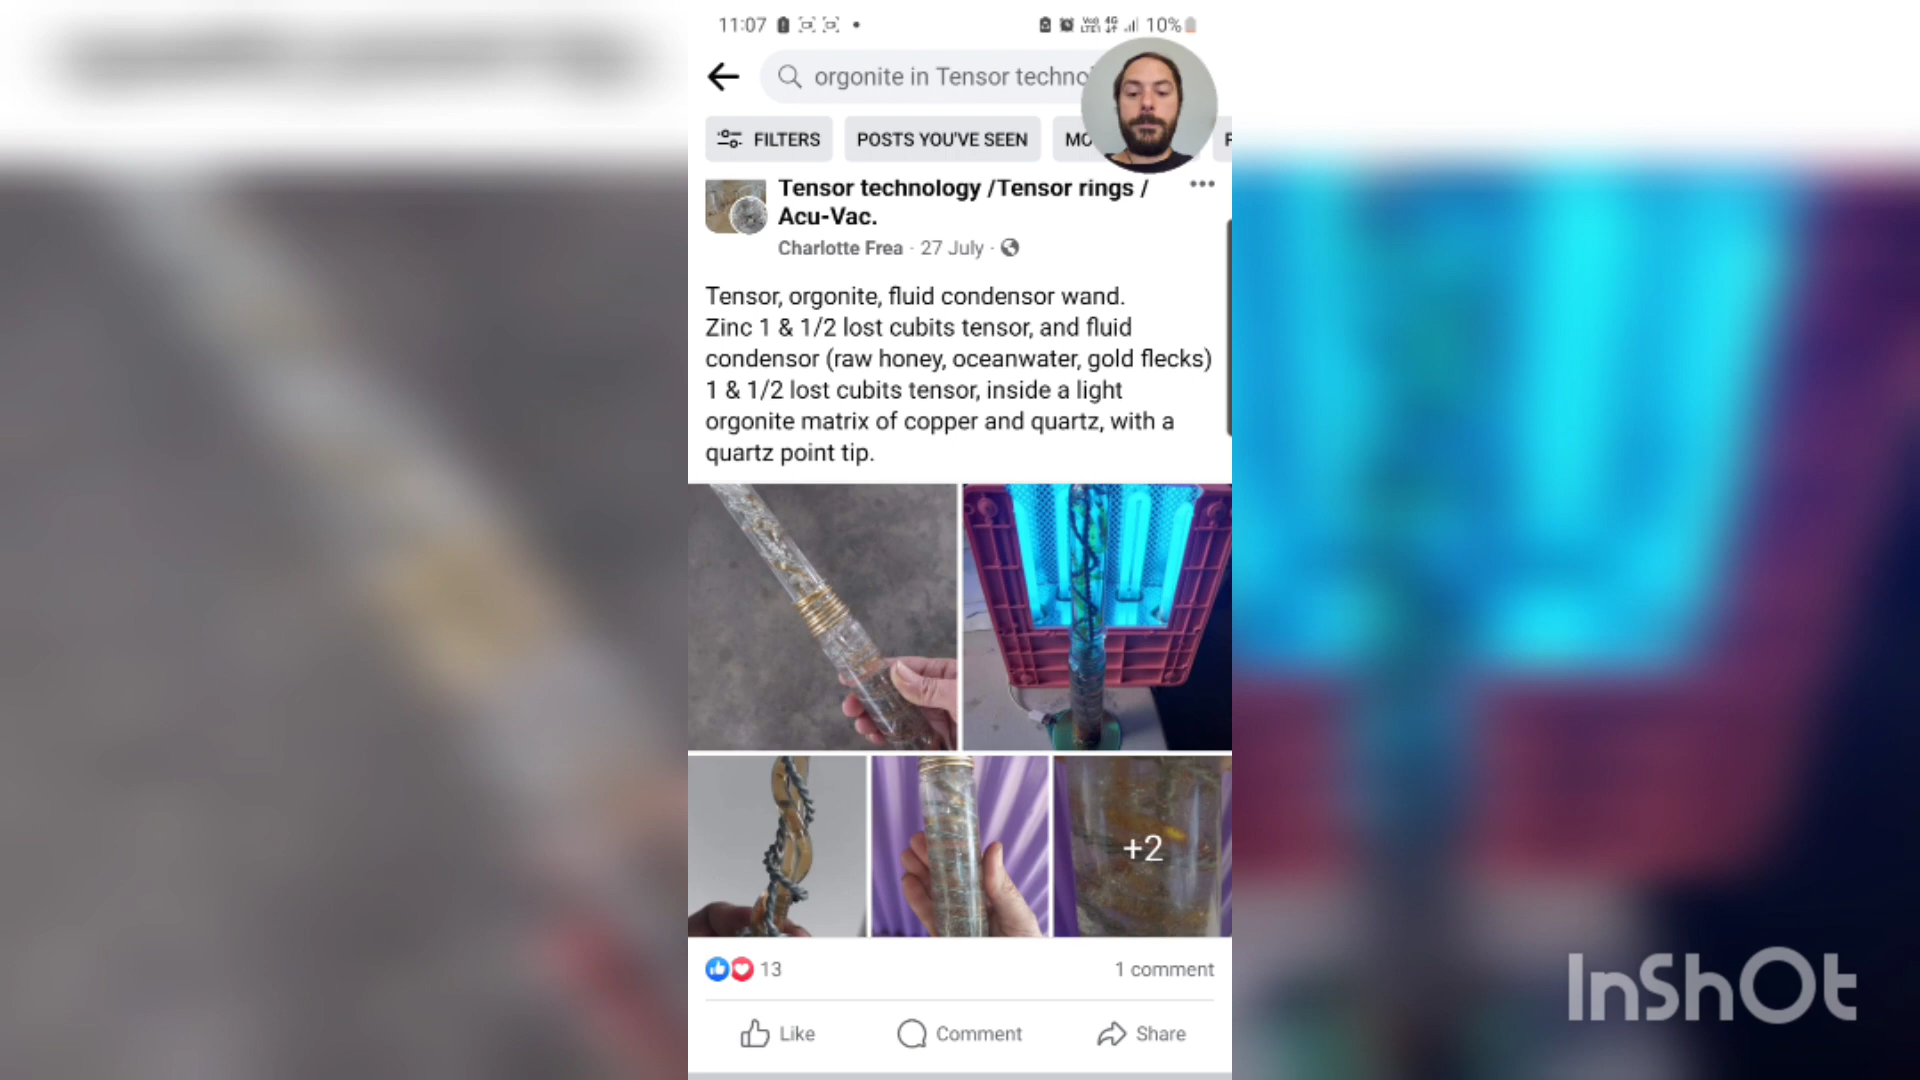 11:07
10%
orgonite in Tensor techno
FILTERS
POSTS YOU'VE SEEN
MO
Tensor technology /Tensor rings /
Acu-Vac.
Charlotte Frea · 27 July ·
Tensor, orgonite, fluid condensor wand.
Zinc 1 & 1/2 lost cubits tensor, and fluid
condensor (raw honey, oceanwater, gold flecks)
1 & 1/2 lost cubits tensor, inside a light
orgonite matrix of copper and quartz, with a
quartz point tip.
+2
13
1 comment
Like
Comment
Share
InShOt